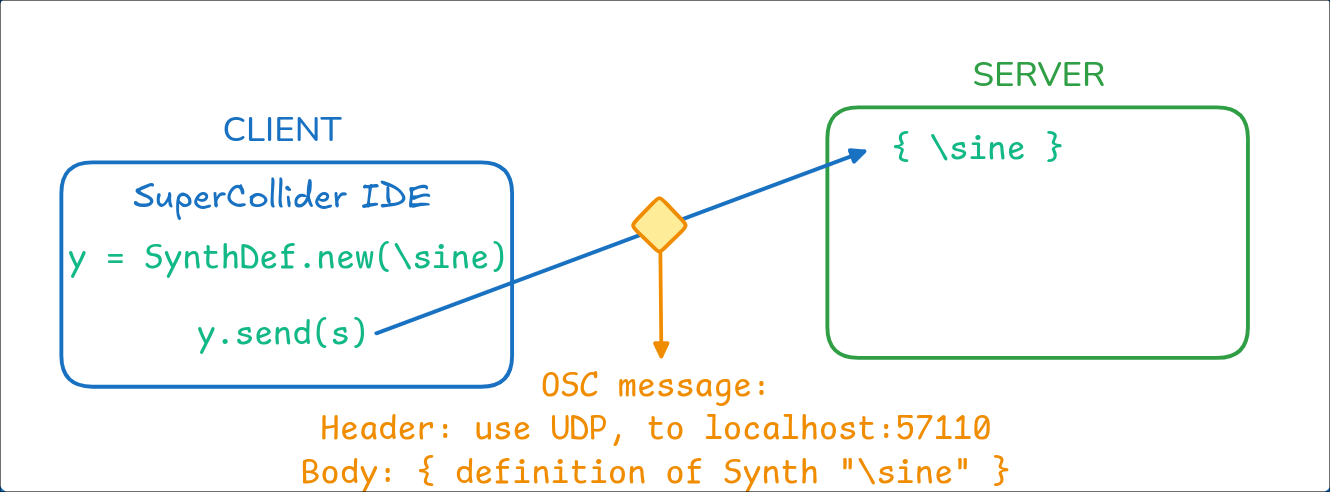 SERVER
CLIENT
{ \sine }
SuperCollider IDE
y = SynthDef.new(\sine)
y.send(s)
OSC message:
Header: use UDP, to localhost:57110
Body: { definition of Synth "\sine" }